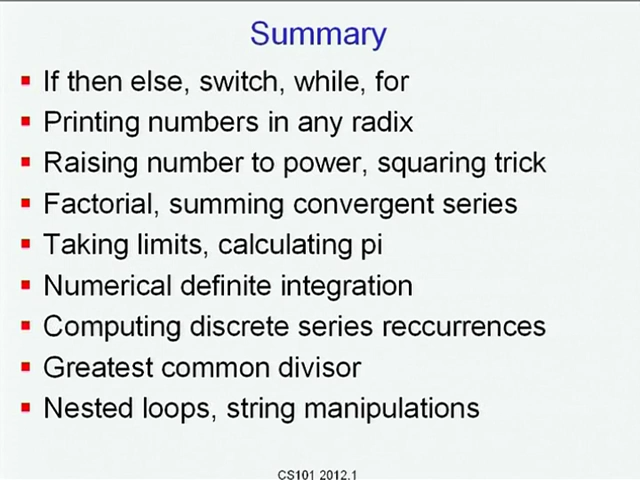 Summary
If then else, switch, while, for
Printing numbers in any radix
Raising number to power, squaring trick
Factorial, summing convergent series
Taking limits, calculating pi
Numerical definite integration
Computing discrete series reccurrences
Greatest common divisor
Nested loops, string manipulations
CS101 2012.1